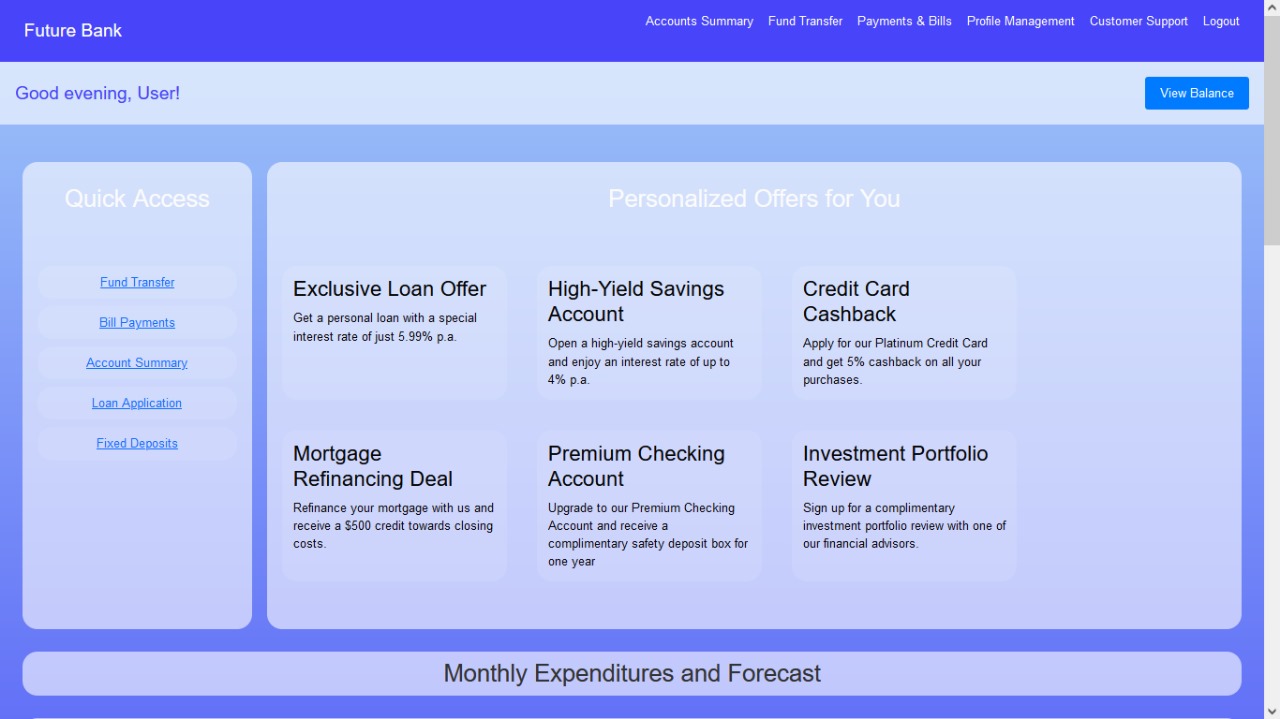 Future Bank
Accounts Summary Fund Transfer Payments & Bills Profile Management Customer Support Logout
Good evening, User!
View Balance
Quick Access
Fund Transfer
Bill Payments
Account Summary
Loan Application
Fixed Deposits
Personalized Offers for You
Exclusive Loan Offer
Get a personal loan with a special
interest rate of just 5.99% p.a.
High-Yield Savings
Account
Open a high-yield savings account
and enjoy an interest rate of up to
4% p.a.
Credit Card
Cashback
Apply for our Platinum Credit Card
and get 5% cashback on all your
purchases.
Mortgage
Refinancing Deal
Refinance your mortgage with us and
receive a $500 credit towards closing
costs.
Premium Checking
Account
Upgrade to our Premium Checking
Account and receive a
complimentary safety deposit box for
one year
Investment Portfolio
Review
Sign up for a complimentary
investment portfolio review with one of
our financial advisors.
Monthly Expenditures and Forecast